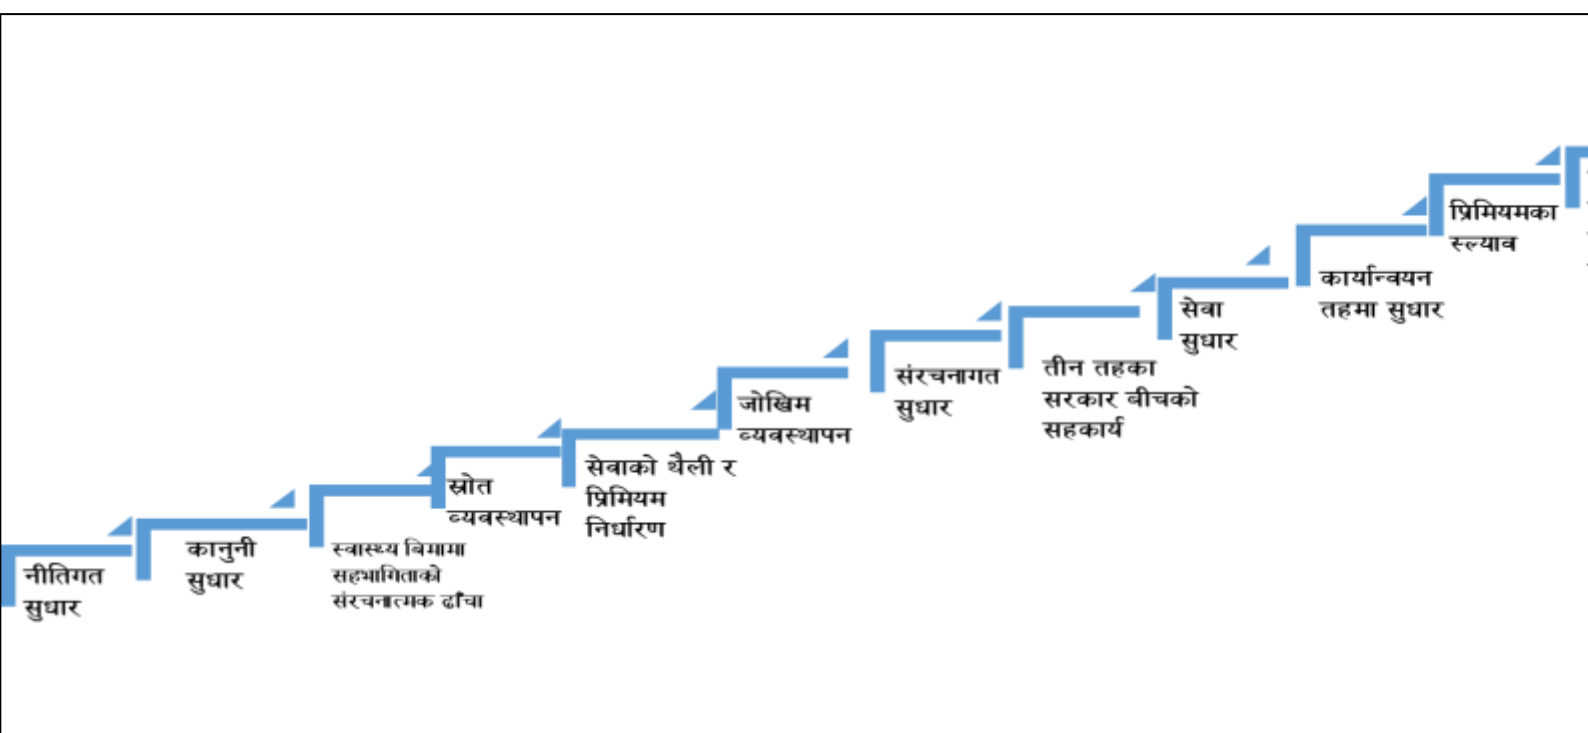 नीतिगत
सुधार
कानुनी
सुधार
स्वास्थ्य बिमामा
सहभागिताको
संरचनात्मक ढाँचा
स्रोत
व्यवस्थापन
सेवाको थैली र
प्रिमियम
निर्धारण
जोखिम
व्यवस्थापन
संरचनागत
सुधार
तीन तहका
सरकार बीचको
सहकार्य
सेवा
सुधार
कार्यान्वयन
तहमा सुधार
प्रिमियमका
स्ल्याव